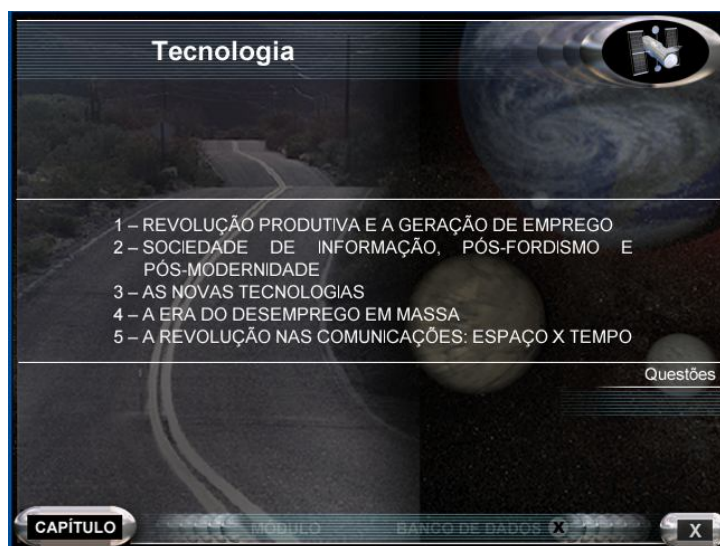 Tecnologia
1 – REVOLUÇÃO PRODUTIVA E A GERAÇÃO DE EMPREGO
2 – SOCIEDADE DE INFORMAÇÃO, PÓS-FORDISMO E
PÓS-MODERNIDADE
3 – AS NOVAS TECNOLOGIAS
4 – A ERA DO DESEMPREGO EM MASSA
5 – A REVOLUÇÃO NAS COMUNICAÇÕES: ESPAÇO X TEMPO
Questões
CAPÍTULO MÓDULO BANCO DE DADOS X X